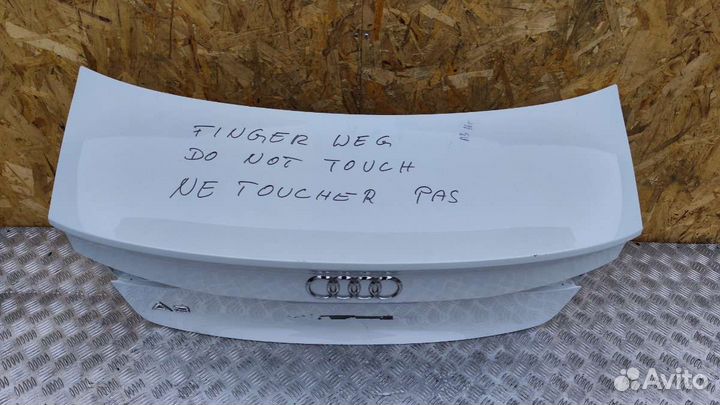 FINGER WEG
DO NOT TOUCH
NE TOUCHER PAS
A3
Avito